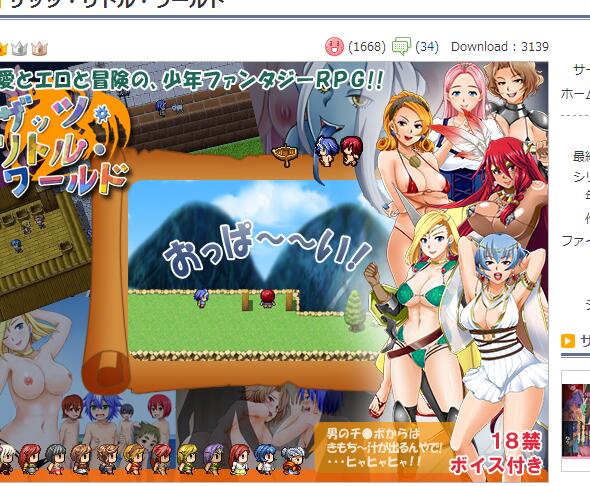 ザッツ・リトル・ワールド
(1668) (34) Download : 3139
愛とエロと冒険の、少年ファンタジーRPG!!
ザッツ・
リトル・
ワールド
おっぱ〜〜い!
男のチ●ポからは
きもち〜汁が出るんやで!
・・・ヒャヒャヒャ!!
18禁
ボイス付き
サー
ホーム
最終
シリ
年
作
ファイ
サ